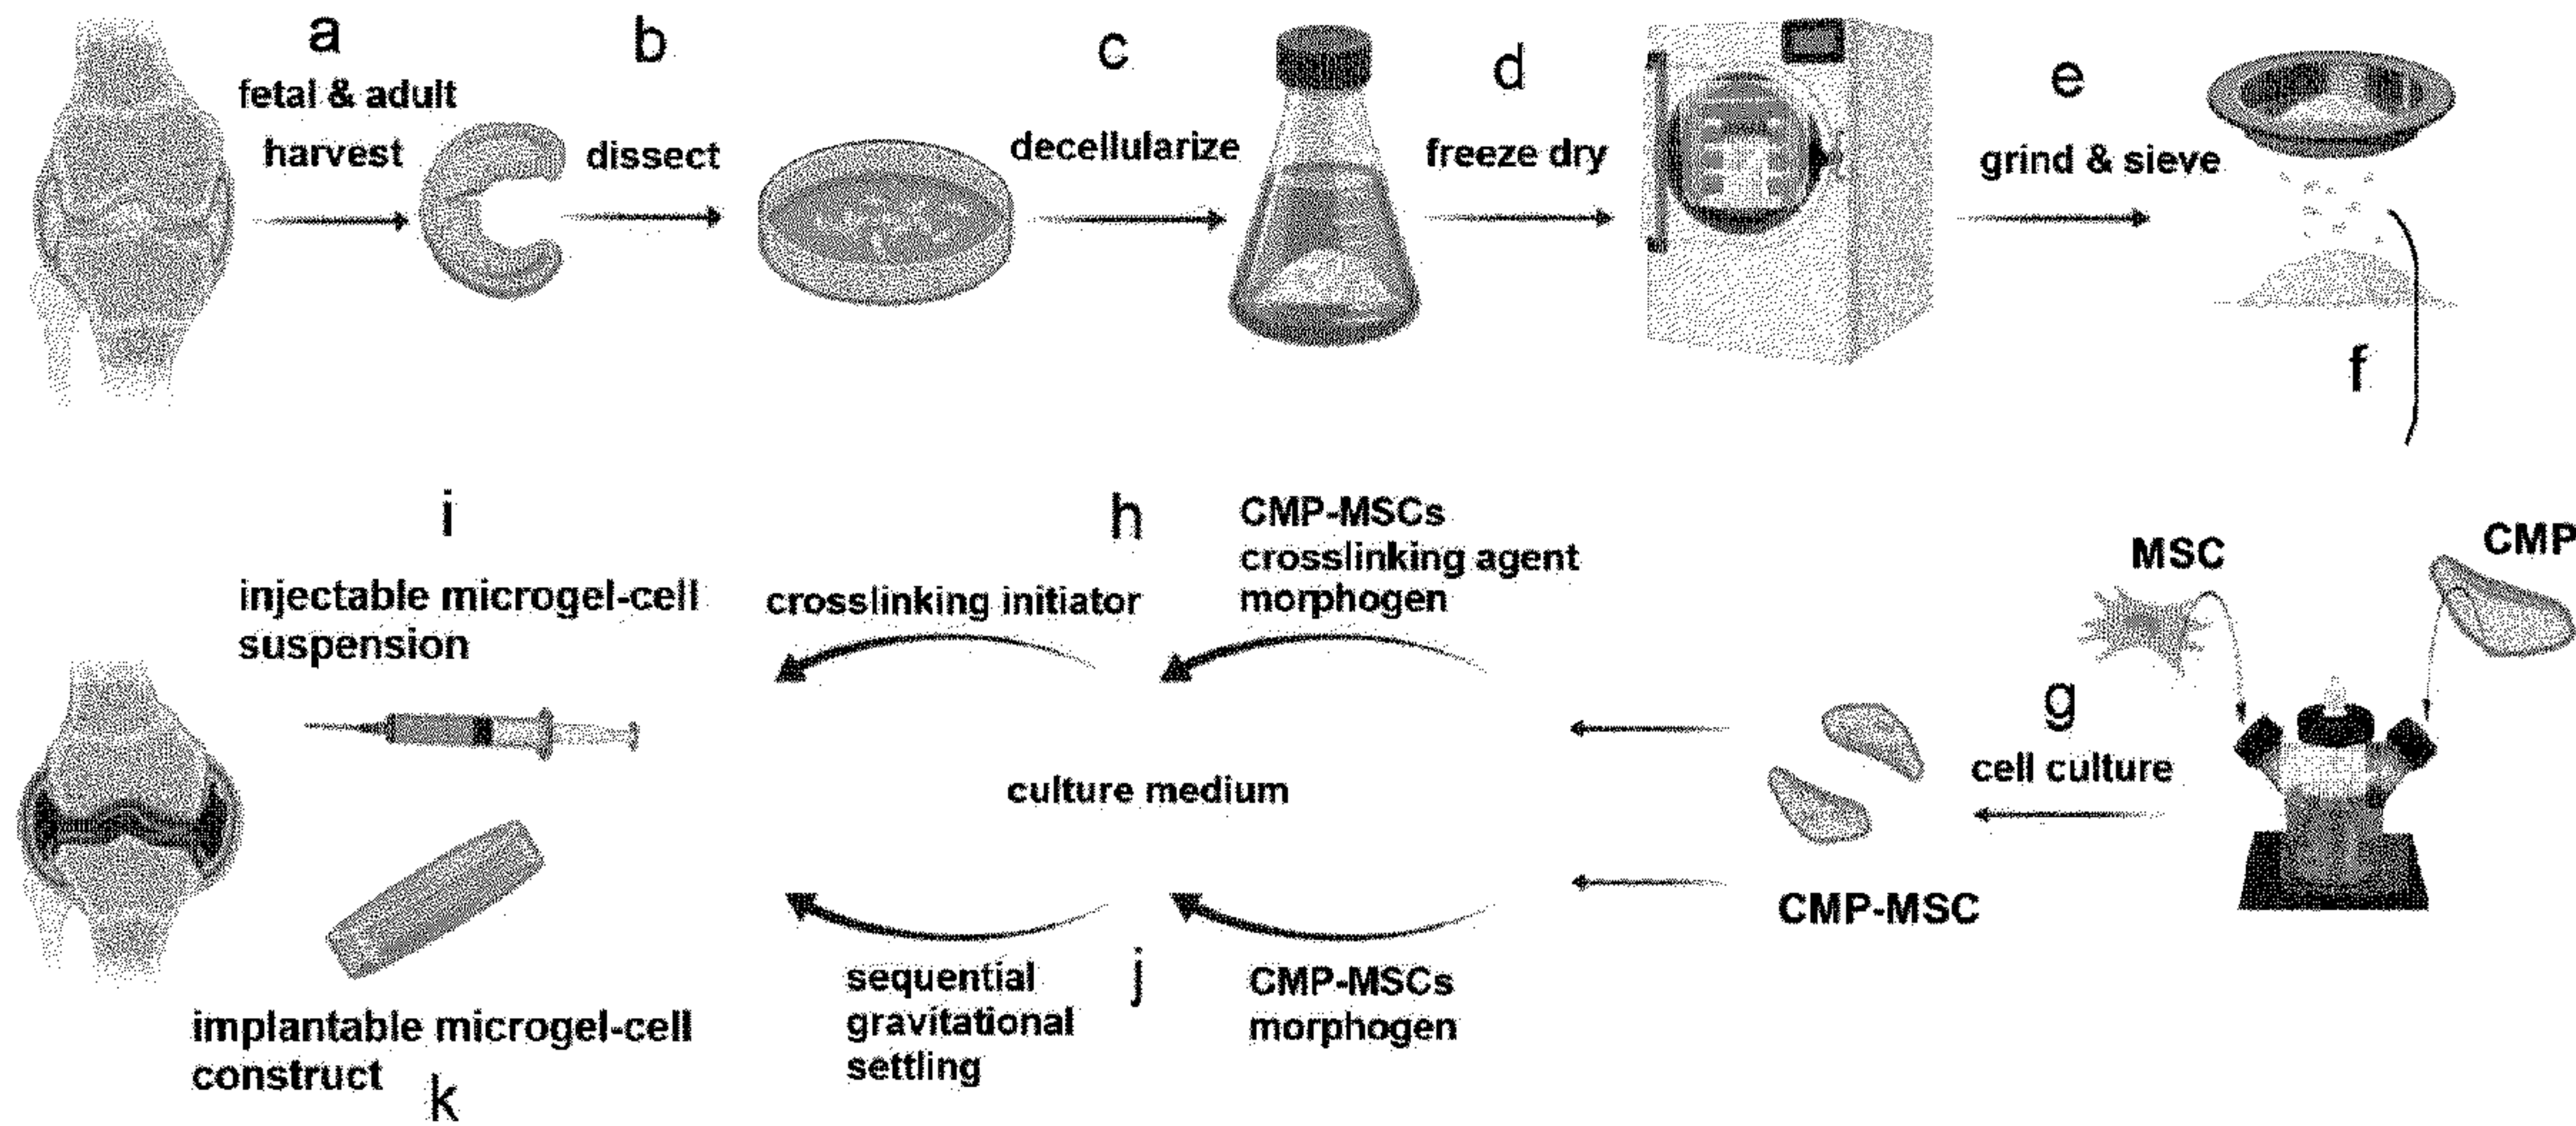 a
fetal & adult
harvest
b
dissect
c
decellularize
d
freeze dry
e
grind & sieve
f
MSC
CMP
g
cell culture
CMP-MSC
h
CMP-MSCs
crosslinking agent
morphogen
crosslinking initiator
culture medium
i
injectable microgel-cell
suspension
j
CMP-MSCs
morphogen
sequential
gravitational
settling
implantable microgel-cell
construct
k